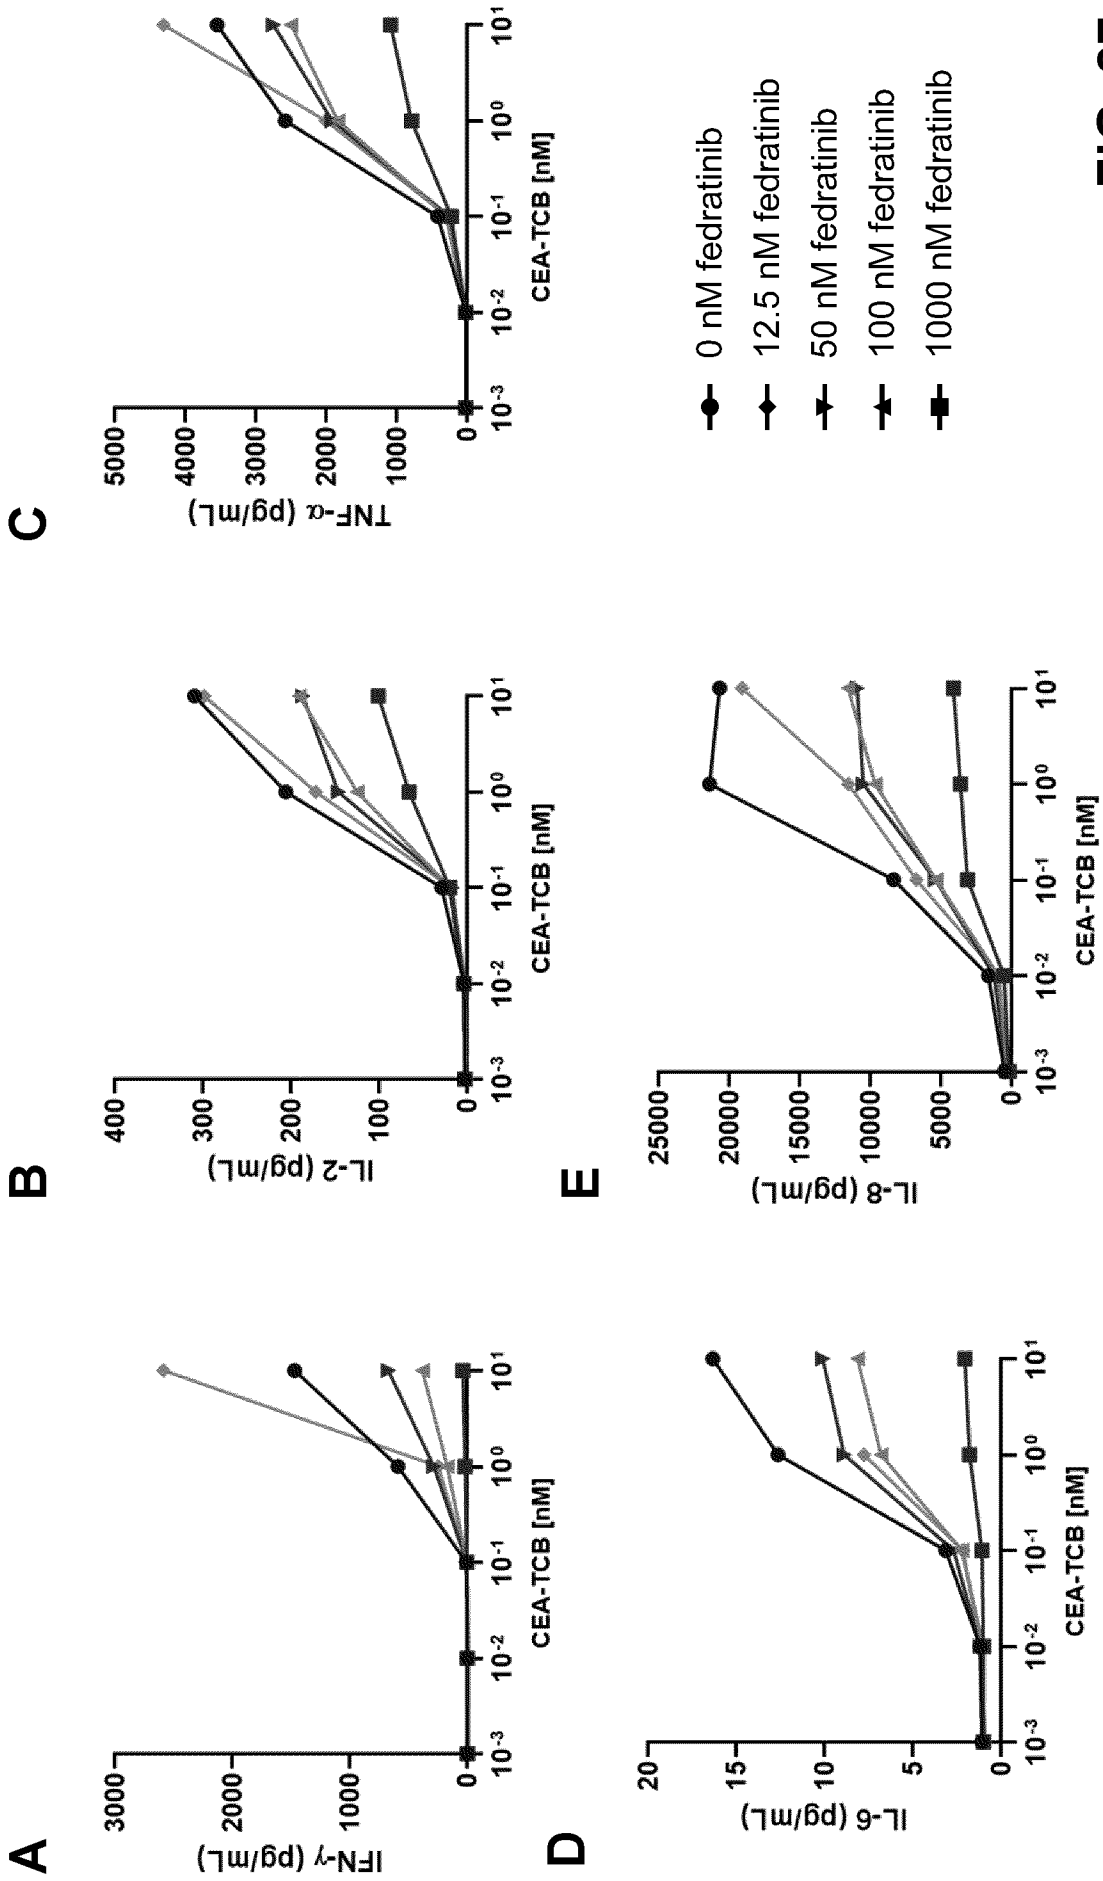 A
IFN-γ (pg/mL)
3000
2000
1000
0
10-3 10-2 10-1 100 101
CEA-TCB [nM]
B
IL-2 (pg/mL)
400
300
200
100
0
10-3 10-2 10-1 100 101
CEA-TCB [nM]
C
TNF-α (pg/mL)
5000
4000
3000
2000
1000
0
10-3 10-2 10-1 100 101
CEA-TCB [nM]
D
IL-6 (pg/mL)
20
15
10
5
0
10-3 10-2 10-1 100 101
CEA-TCB [nM]
E
IL-8 (pg/mL)
25000
20000
15000
10000
5000
0
10-3 10-2 10-1 100 101
CEA-TCB [nM]
0 nM fedratinib
12.5 nM fedratinib
50 nM fedratinib
100 nM fedratinib
1000 nM fedratinib